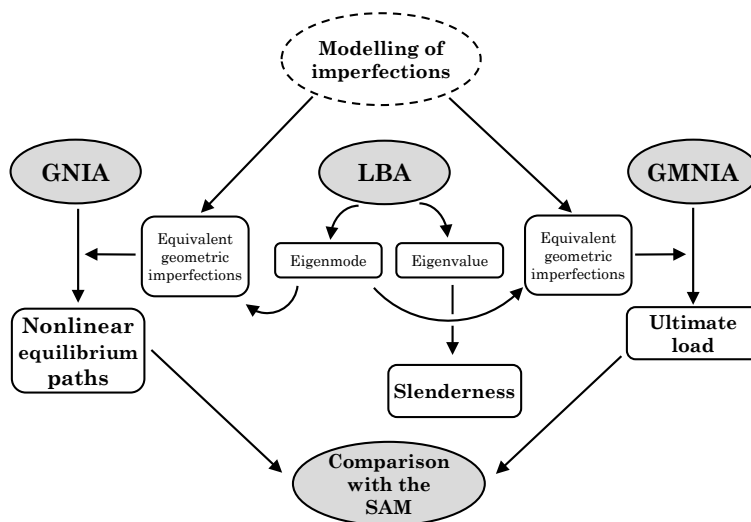 Modelling of
imperfections
GNIA
LBA
GMNIA
Equivalent
geometric
imperfections
Eigenmode
Eigenvalue
Equivalent
geometric
imperfections
Nonlinear
equilibrium
paths
Ultimate
load
Slenderness
Comparison
with the
SAM